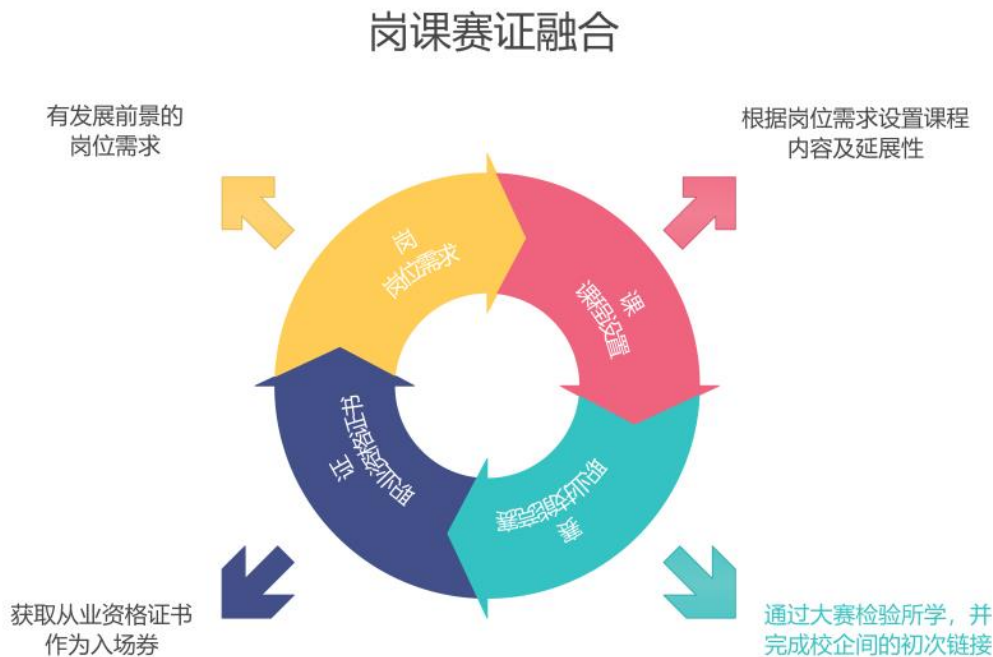 岗课赛证融合
有发展前景的
岗位需求
根据岗位需求设置课程
内容及延展性
岗
岗位需求
课
课程设置
证
职业资格证书
赛
职业技能竞赛
获取从业资格证书
作为入场券
通过大赛检验所学，并
完成校企间的初次链接